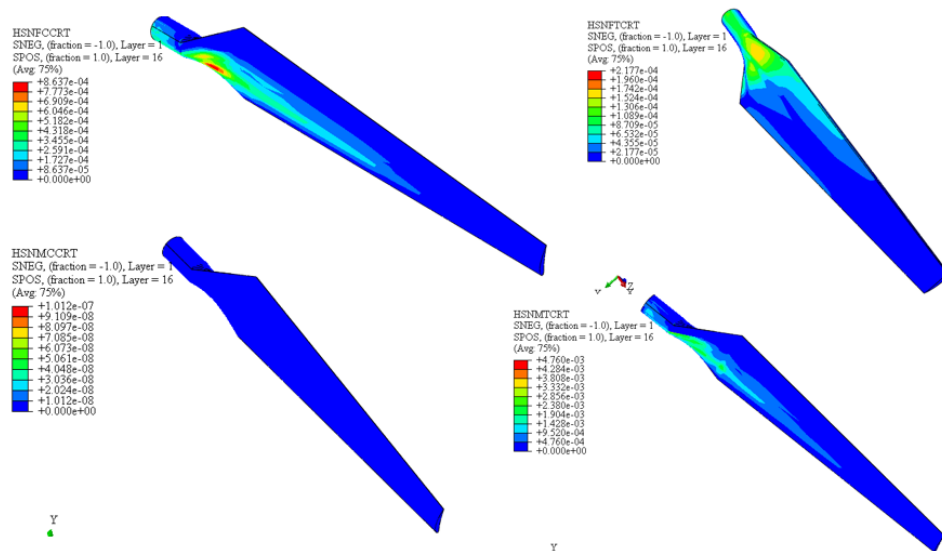 HSNFCCRT
SNEG, (fraction = -1.0), Layer = 1
SPOS, (fraction = 1.0), Layer = 16
(Avg: 75%)
+8.637e-04
+7.773e-04
+6.909e-04
+6.046e-04
+5.182e-04
+4.318e-04
+3.455e-04
+2.591e-04
+1.727e-04
+8.637e-05
+0.000e+00
HSNFTCRT
SNEG, (fraction = -1.0), Layer = 1
SPOS, (fraction = 1.0), Layer = 16
(Avg: 75%)
+2.177e-04
+1.960e-04
+1.742e-04
+1.524e-04
+1.306e-04
+1.089e-04
+8.709e-05
+6.532e-05
+4.355e-05
+2.177e-05
+0.000e+00
HSNMCCRT
SNEG, (fraction = -1.0), Layer = 1
SPOS, (fraction = 1.0), Layer = 16
(Avg: 75%)
+1.012e-07
+9.109e-08
+8.097e-08
+7.085e-08
+6.073e-08
+5.061e-08
+4.048e-08
+3.036e-08
+2.024e-08
+1.012e-08
+0.000e+00
Y
Z
Y
HSNMTCRT
SNEG, (fraction = -1.0), Layer = 1
SPOS, (fraction = 1.0), Layer = 16
(Avg: 75%)
+4.760e-03
+4.284e-03
+3.808e-03
+3.332e-03
+2.856e-03
+2.380e-03
+1.904e-03
+1.428e-03
+9.520e-04
+4.760e-04
+0.000e+00
Y